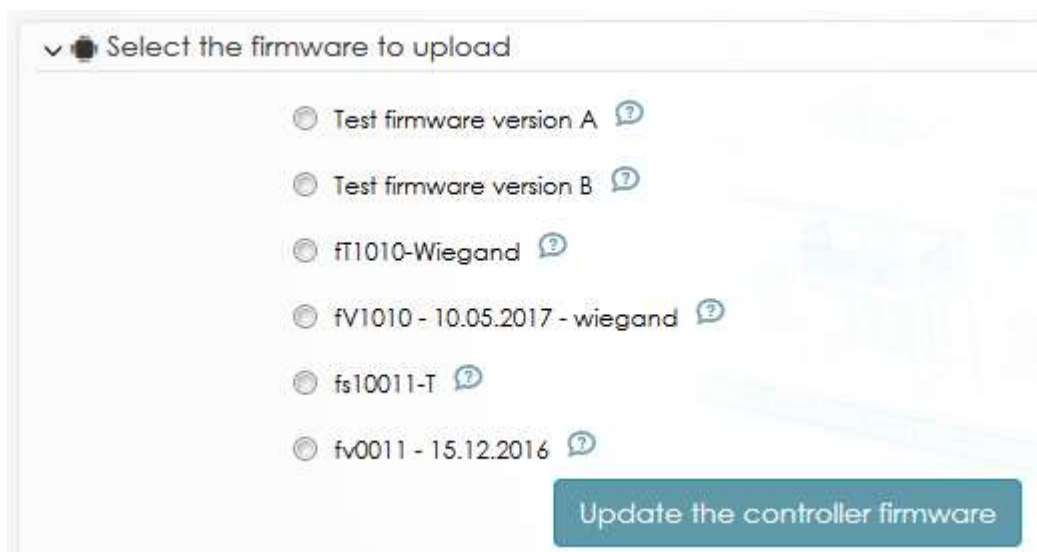 Select the firmware to upload
Test firmware version A
Test firmware version B
fT1010-Wiegand
fV1010 - 10.05.2017 - wiegand
fs10011-T
fv0011 - 15.12.2016
Update the controller firmware